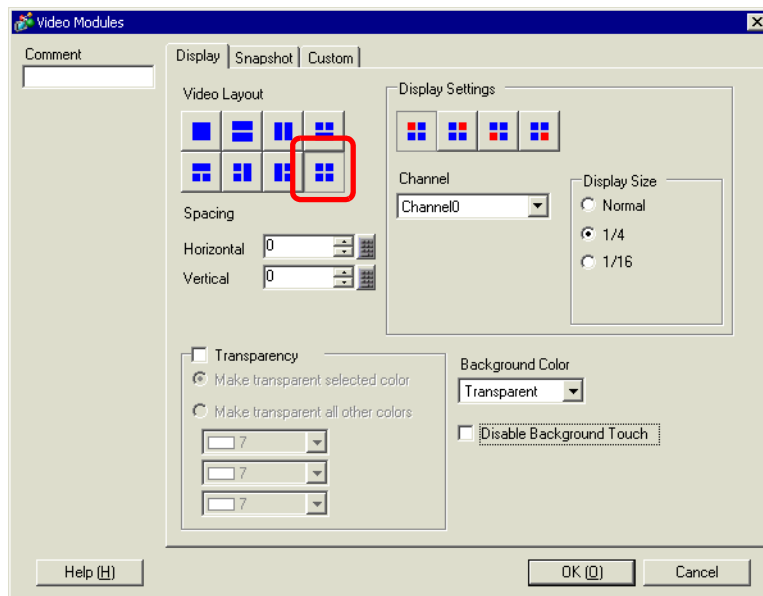 Video Modules
Comment
Display Snapshot Custom
Video Layout
Display Settings
Channel
Channel0
Display Size
Normal
1/4
1/16
Spacing
Horizontal 0
Vertical 0
Transparency
Make transparent selected color
Make transparent all other colors
7
7
7
Background Color
Transparent
Disable Background Touch
Help (H)
OK (O)
Cancel